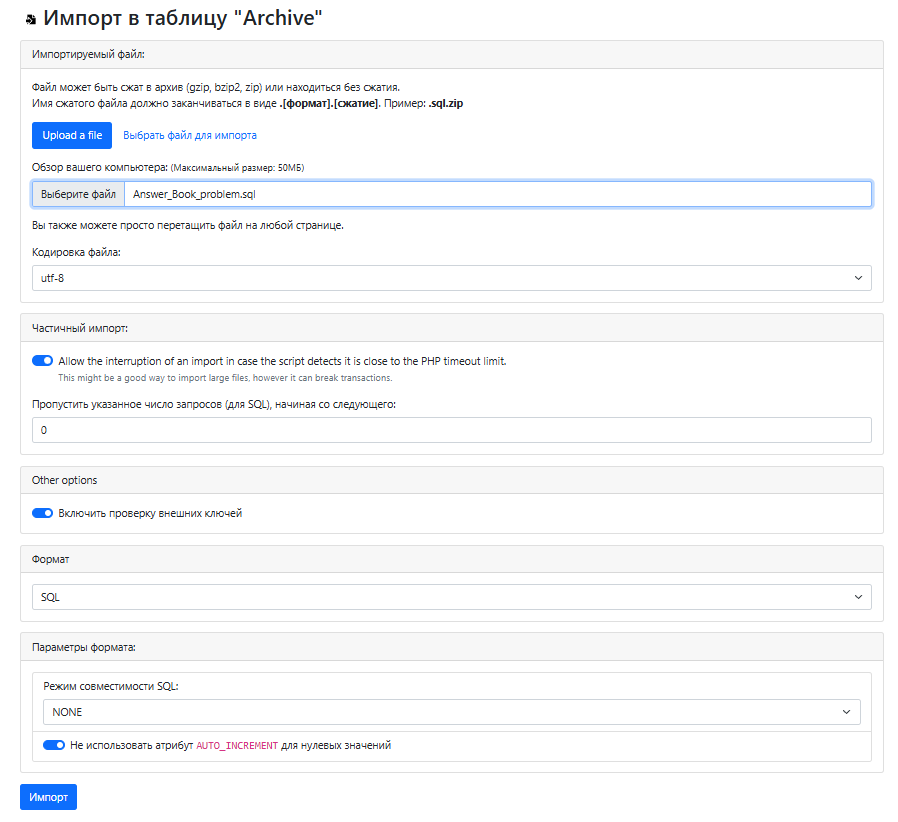 Импорт в таблицу "Archive"
Импортируемый файл:
Файл может быть сжат в архив (gzip, bzip2, zip) или находиться без сжатия.
Имя сжатого файла должно заканчиваться в виде .[формат].[сжатие]. Пример: .sql.zip
Upload a file Выбрать файл для импорта
Обзор вашего компьютера: (Максимальный размер: 50МБ)
Выберите файл Answer_Book_problem.sql
Вы также можете просто перетащить файл на любой странице.
Кодировка файла:
utf-8
Частичный импорт:
Allow the interruption of an import in case the script detects it is close to the PHP timeout limit.
This might be a good way to import large files, however it can break transactions.
Пропустить указанное число запросов (для SQL), начиная со следующего:
0
Other options
Включить проверку внешних ключей
Формат
SQL
Параметры формата:
Режим совместимости SQL:
NONE
Не использовать атрибут AUTO_INCREMENT для нулевых значений
Импорт